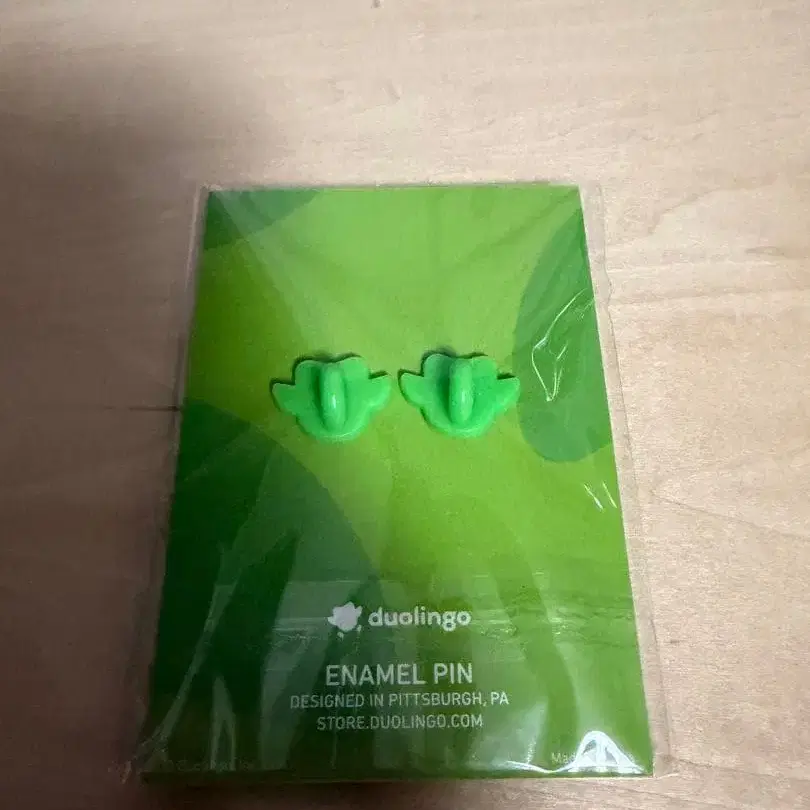 duolingo
ENAMEL PIN
DESIGNED IN PITTSBURGH, PA
STORE.DUOLINGO.COM